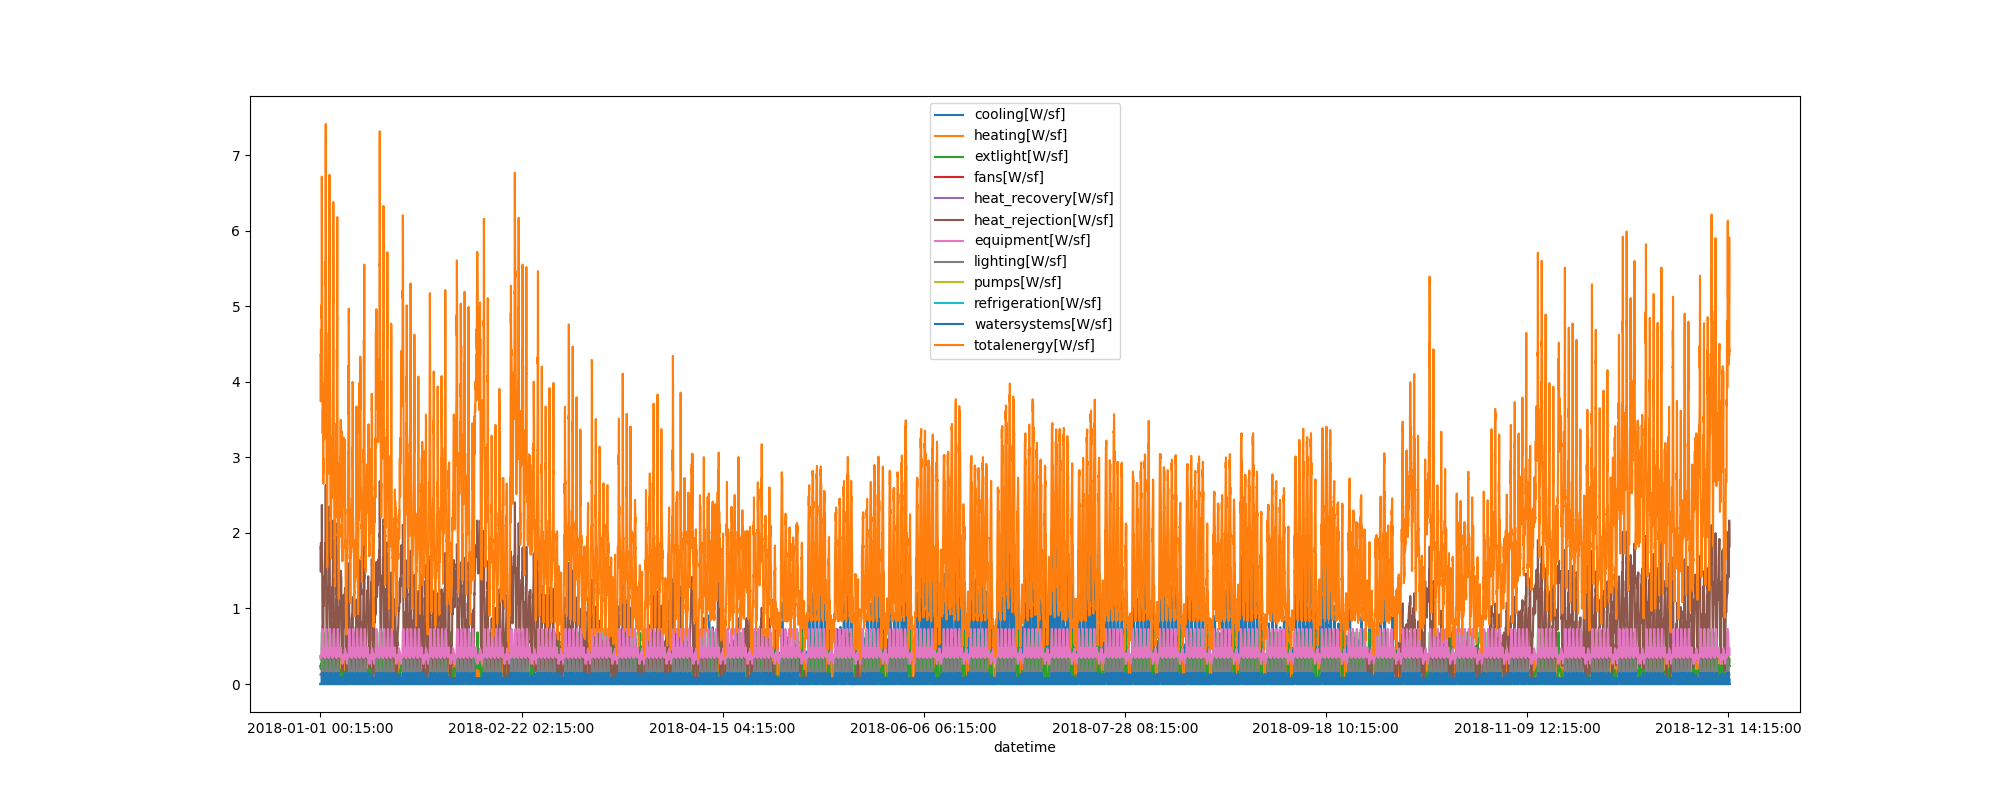 cooling[W/sf]
heating[W/sf]
extlight[W/sf]
fans[W/sf]
heat_recovery[W/sf]
heat_rejection[W/sf]
equipment[W/sf]
lighting[W/sf]
pumps[W/sf]
refrigeration[W/sf]
watersystems[W/sf]
totalenergy[W/sf]
7
6
5
4
3
2
1
0
2018-01-01 00:15:00 2018-02-22 02:15:00 2018-04-15 04:15:00 2018-06-06 06:15:00 2018-07-28 08:15:00 2018-09-18 10:15:00 2018-11-09 12:15:00 2018-12-31 14:15:00
datetime